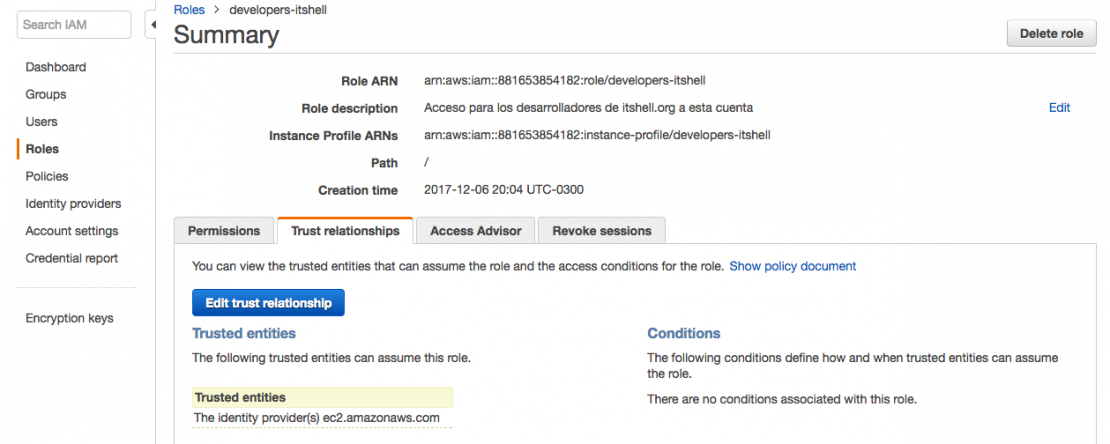 Search IAM
Dashboard
Groups
Users
Roles
Policies
Identity providers
Account settings
Credential report
Encryption keys
Roles > developers-itshell
Summary
Delete role
Role ARN arn:aws:iam::881653854182:role/developers-itshell
Role description Acceso para los desarrolladores de itshell.org a esta cuenta Edit
Instance Profile ARNs arn:aws:iam::881653854182:instance-profile/developers-itshell
Path /
Creation time 2017-12-06 20:04 UTC-0300
Permissions Trust relationships Access Advisor Revoke sessions
You can view the trusted entities that can assume the role and the access conditions for the role. Show policy document
Edit trust relationship
Trusted entities
The following trusted entities can assume this role.
Trusted entities
The identity provider(s) ec2.amazonaws.com
Conditions
The following conditions define how and when trusted entities can assume
the role.
There are no conditions associated with this role.